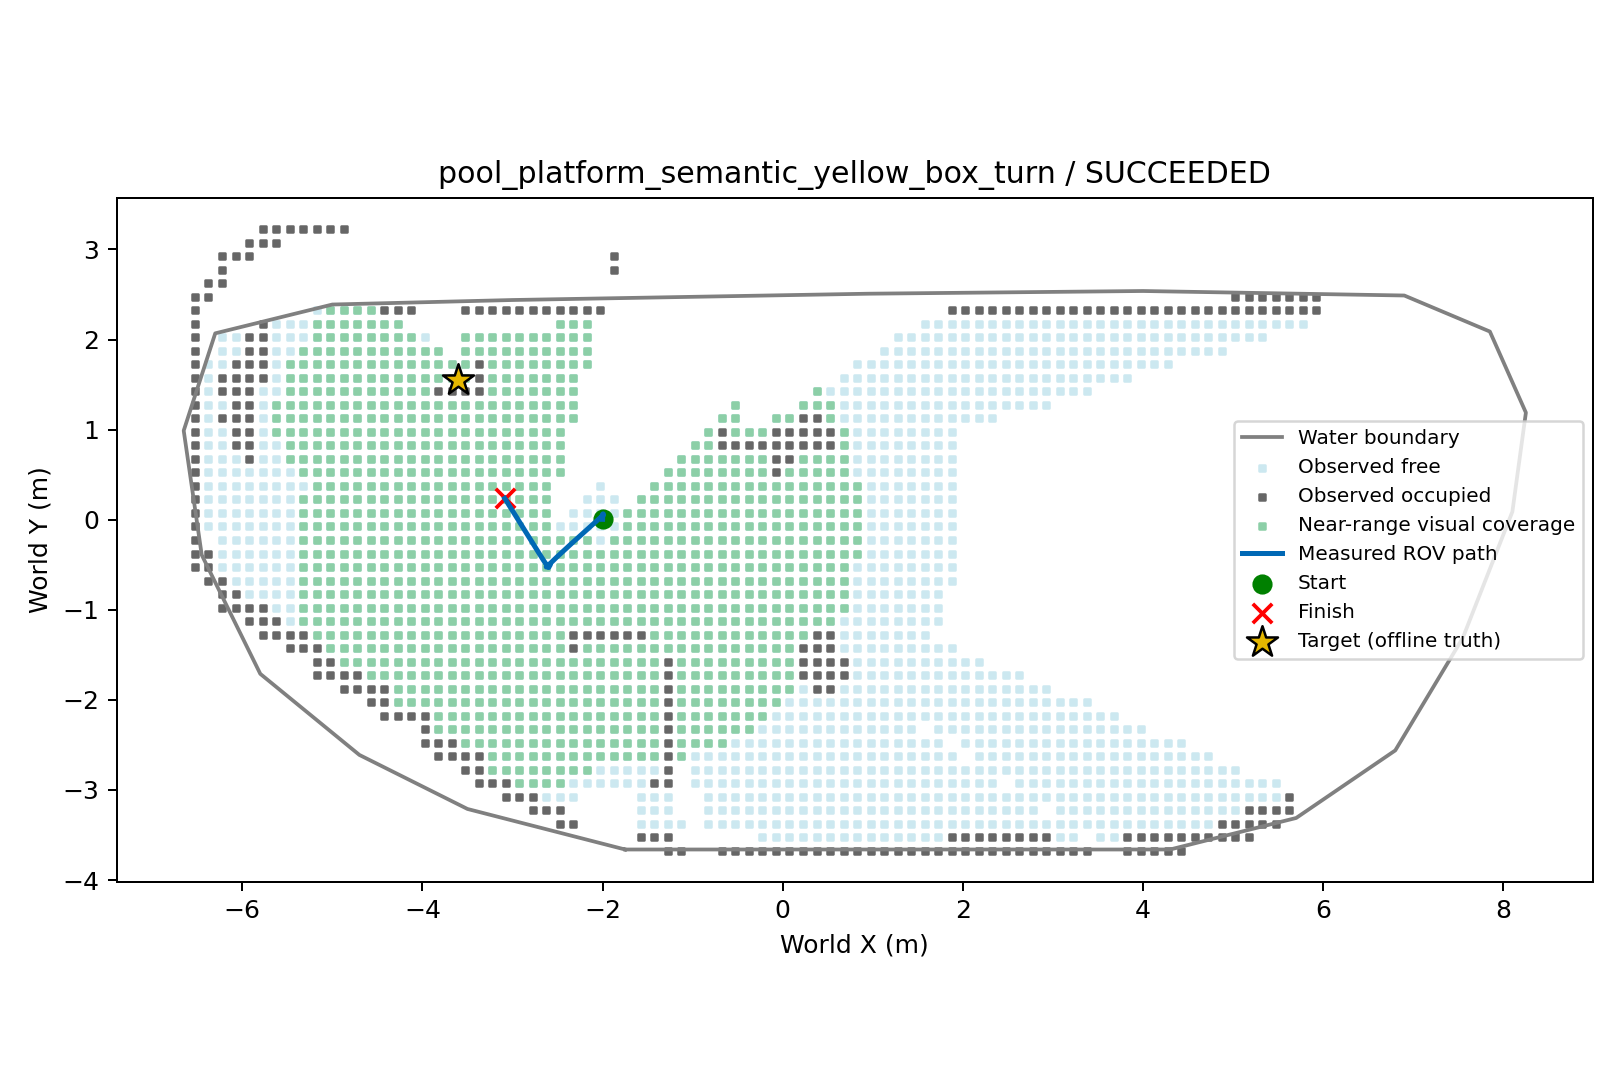 pool_platform_semantic_yellow_box_turn / SUCCEEDED
World Y (m)
3
2
1
0
−1
−2
−3
−4
Water boundary
Observed free
Observed occupied
Near-range visual coverage
Measured ROV path
Start
Finish
Target (offline truth)
−6 −4 −2 0 2 4 6 8
World X (m)